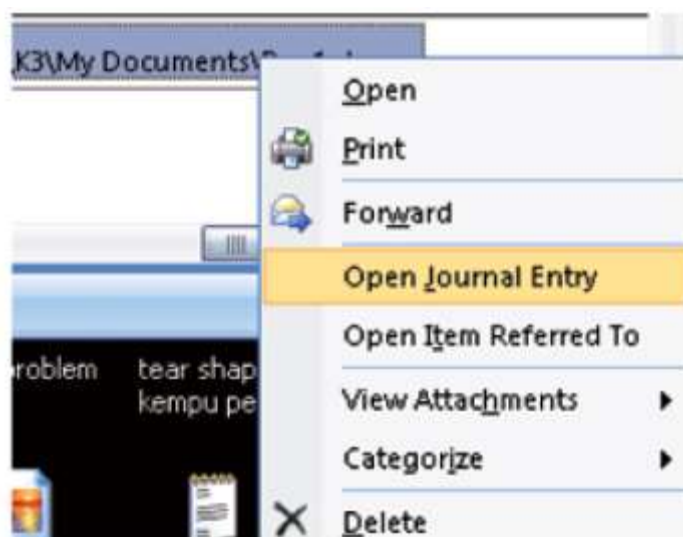 \K3\My Documents\
Open
Print
Forward
Open Journal Entry
Open Item Referred To
View Attachments
Categorize
Delete
problem
tear shap
kempu pe